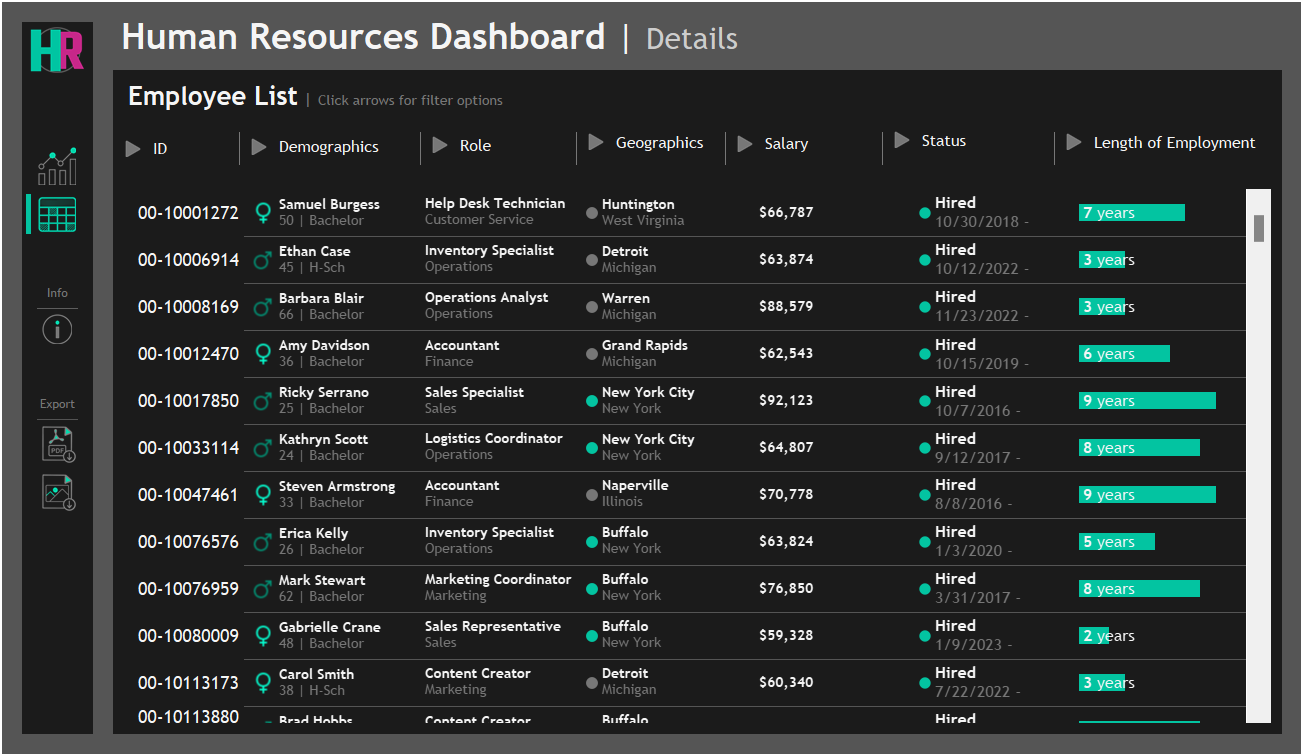 HR
Human Resources Dashboard | Details
Employee List | Click arrows for filter options
ID Demographics Role Geographics Salary Status Length of Employment
00-10001272 Samuel Burgess Help Desk Technician Huntington $66,787 Hired 7 years
50 | Bachelor Customer Service West Virginia 10/30/2018 -
00-10006914 Ethan Case Inventory Specialist Detroit $63,874 Hired 3 years
45 | H-Sch Operations Michigan 10/12/2022 -
00-10008169 Barbara Blair Operations Analyst Warren $88,579 Hired 3 years
66 | Bachelor Operations Michigan 11/23/2022 -
00-10012470 Amy Davidson Accountant Grand Rapids $62,543 Hired 6 years
36 | Bachelor Finance Michigan 10/15/2019 -
00-10017850 Ricky Serrano Sales Specialist New York City $92,123 Hired 9 years
25 | Bachelor Sales New York 10/7/2016 -
00-10033114 Kathryn Scott Logistics Coordinator New York City $64,807 Hired 8 years
24 | Bachelor Operations New York 9/12/2017 -
00-10047461 Steven Armstrong Accountant Naperville $70,778 Hired 9 years
33 | Bachelor Finance Illinois 8/8/2016 -
00-10076576 Erica Kelly Inventory Specialist Buffalo $63,824 Hired 5 years
26 | Bachelor Operations New York 1/3/2020 -
00-10076959 Mark Stewart Marketing Coordinator Buffalo $76,850 Hired 8 years
62 | Bachelor Marketing New York 3/31/2017 -
00-10080009 Gabrielle Crane Sales Representative Buffalo $59,328 Hired 2 years
48 | Bachelor Sales New York 1/9/2023 -
00-10113173 Carol Smith Content Creator Detroit $60,340 Hired 3 years
38 | H-Sch Marketing Michigan 7/22/2022 -
00-10113880 Brad Hobbs Content Creator Buffalo Hired
Info
Export
PDF